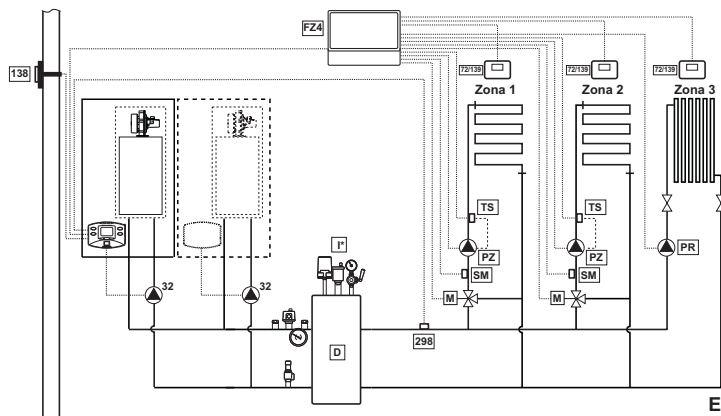 FZ4
138
72/139
72/139
72/139
Zona 1
Zona 2
Zona 3
TS
TS
I*
PZ
PZ
PR
SM
SM
32
32
M
M
298
D
E